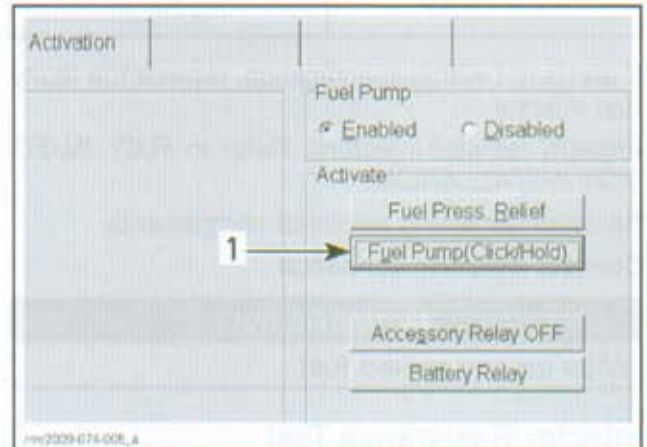 Activation
Fuel Pump
Enabled Disabled
Activate
Fuel Press. Relief
1 Fuel Pump(Click/Hold)
Accessory Relay OFF
Battery Relay
rmr2009-074-005_a